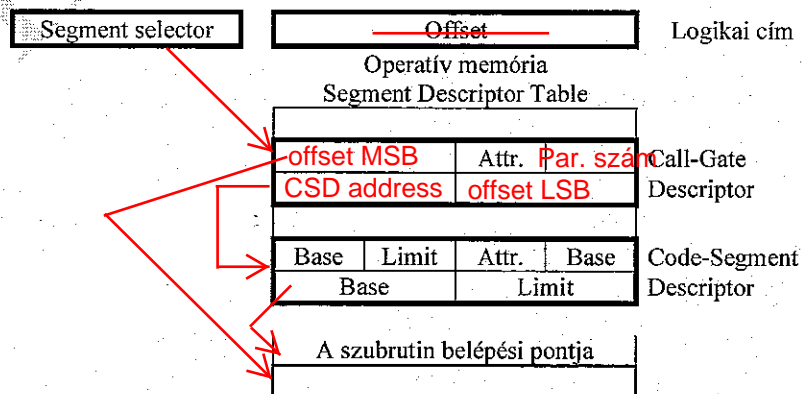 Segment selector Offset Logikai cím
Operatív memória
Segment Descriptor Table
offset MSB Attr. Par. szám Call-Gate
CSD address offset LSB Descriptor
Base Limit Attr. Base Code-Segment
Base Limit Descriptor
A szubrutin belépési pontja